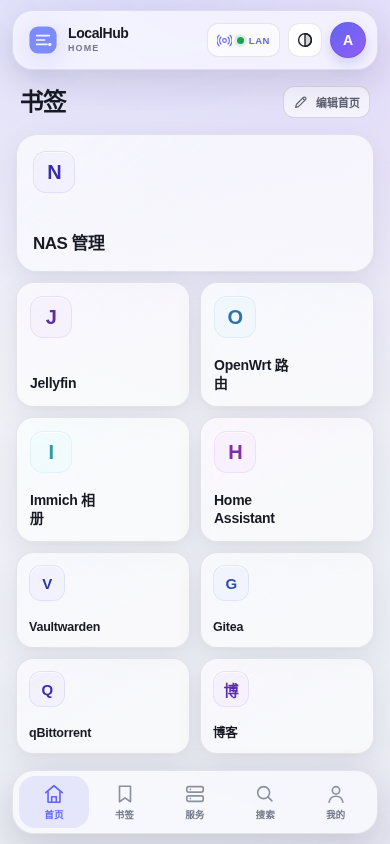 LocalHub
HOME
LAN
A
书签
编辑首页
N
NAS 管理
J
Jellyfin
O
OpenWrt 路
由
I
Immich 相
册
H
Home
Assistant
V
Vaultwarden
G
Gitea
Q
qBittorrent
博
博客
首页
书签
服务
搜索
我的